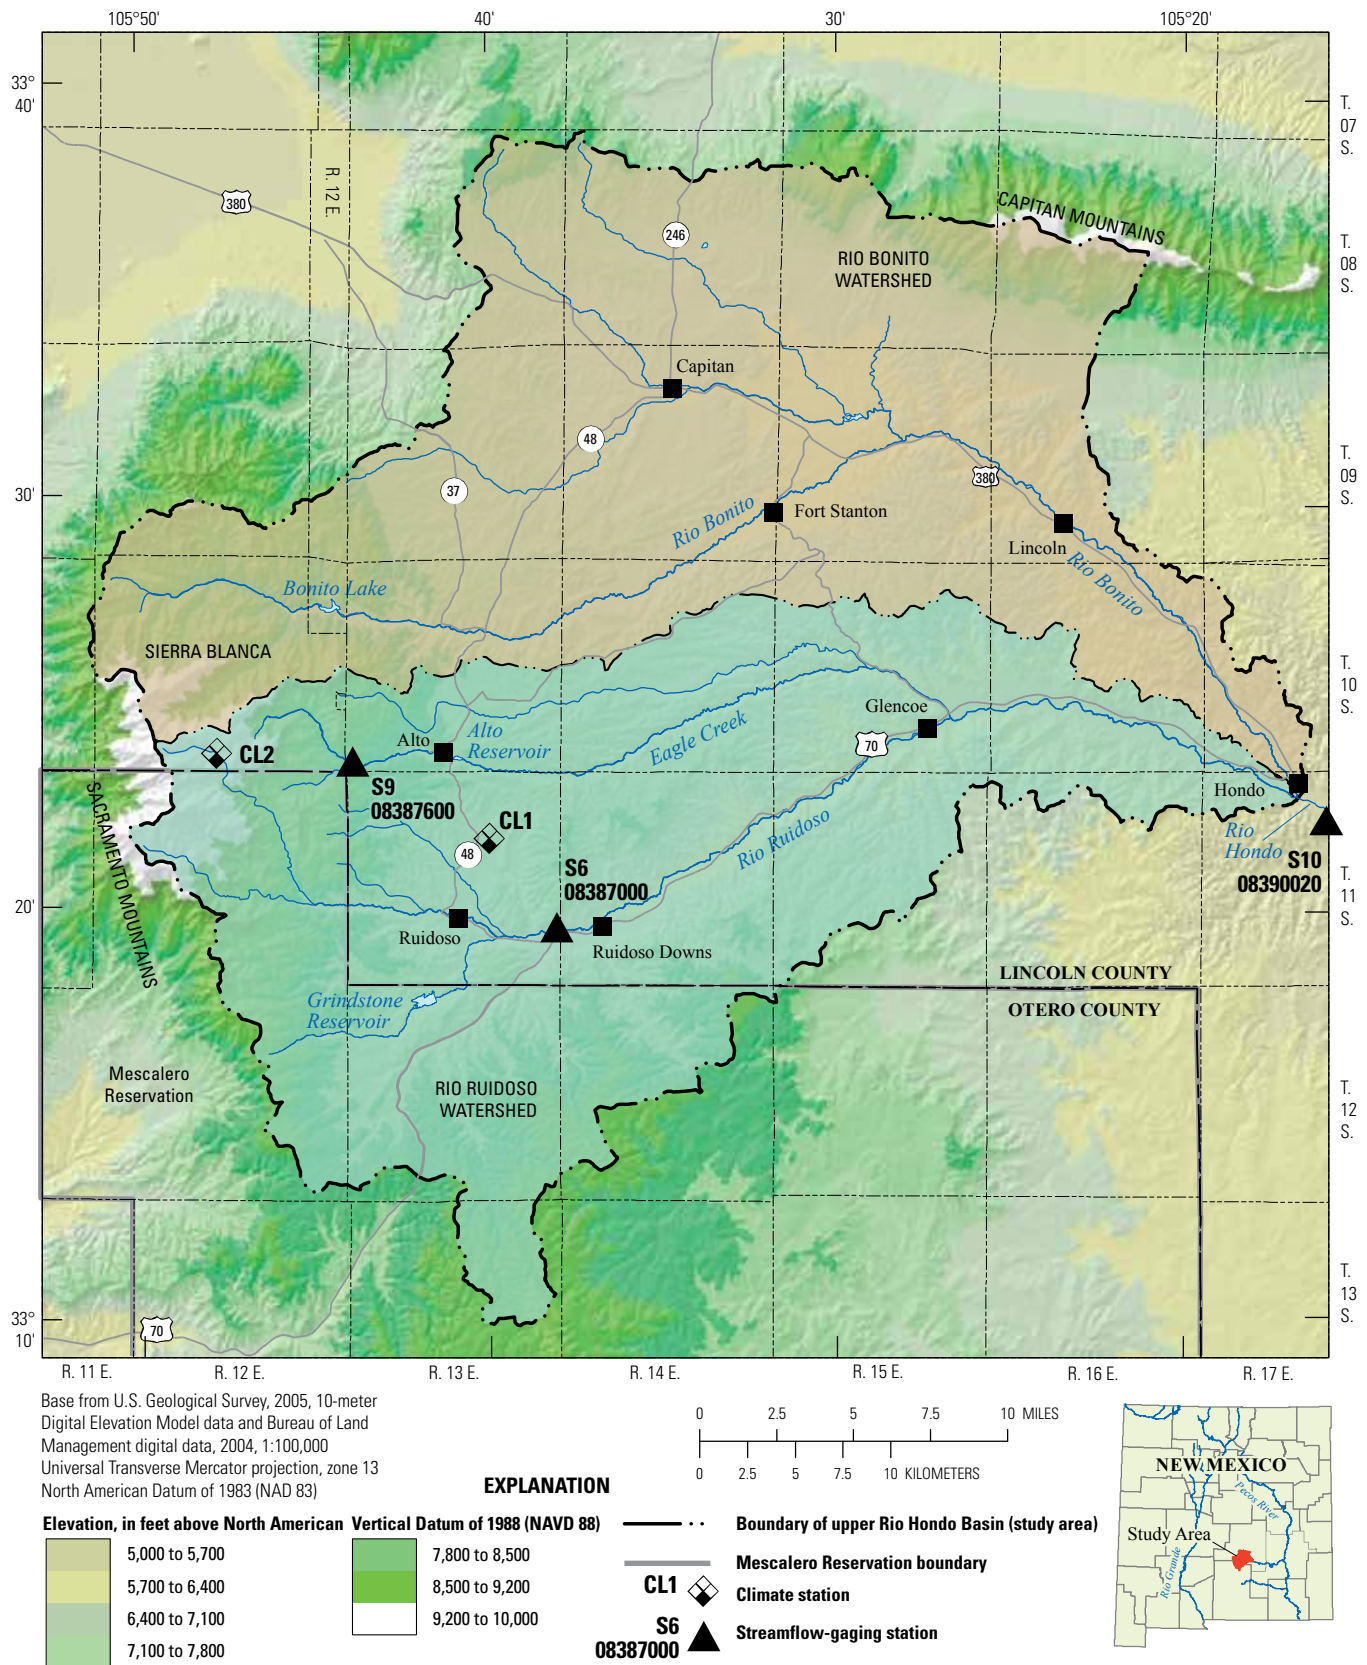 105°50'
40'
30'
105°20'
33°
40'
T.
07
S.
R. 12 E.
380
CAPITAN MOUNTAINS
246
RIO BONITO
WATERSHED
T.
08
S.
Capitan
48
37
380
T.
09
S.
30'
Fort Stanton
Rio Bonito
Lincoln
Rio Bonito
Bonito Lake
SIERRA BLANCA
T.
10
S.
Glencoe
Alto
Alto
Reservoir
Eagle Creek
70
CL2
S9
08387600
Hondo
SACRAMENTO MOUNTAINS
CL1
48
Rio Ruidoso
Rio
Hondo
S10
08390020
S6
08387000
T.
11
S.
20'
Ruidoso
Ruidoso Downs
LINCOLN COUNTY
OTERO COUNTY
Grindstone
Reservoir
Mescalero
Reservation
RIO RUIDOSO
WATERSHED
T.
12
S.
T.
13
S.
33°
10'
70
R. 11 E.
R. 12 E.
R. 13 E.
R. 14 E.
R. 15 E.
R. 16 E.
R. 17 E.
Base from U.S. Geological Survey, 2005, 10-meter
Digital Elevation Model data and Bureau of Land
Management digital data, 2004, 1:100,000
Universal Transverse Mercator projection, zone 13
North American Datum of 1983 (NAD 83)
0 2.5 5 7.5 10 MILES
0 2.5 5 7.5 10 KILOMETERS
EXPLANATION
Elevation, in feet above North American Vertical Datum of 1988 (NAVD 88)
5,000 to 5,700
5,700 to 6,400
6,400 to 7,100
7,100 to 7,800
7,800 to 8,500
8,500 to 9,200
9,200 to 10,000
Boundary of upper Rio Hondo Basin (study area)
Mescalero Reservation boundary
CL1
Climate station
S6
08387000
Streamflow-gaging station
NEW MEXICO
Pecos River
Study Area
Rio Grande